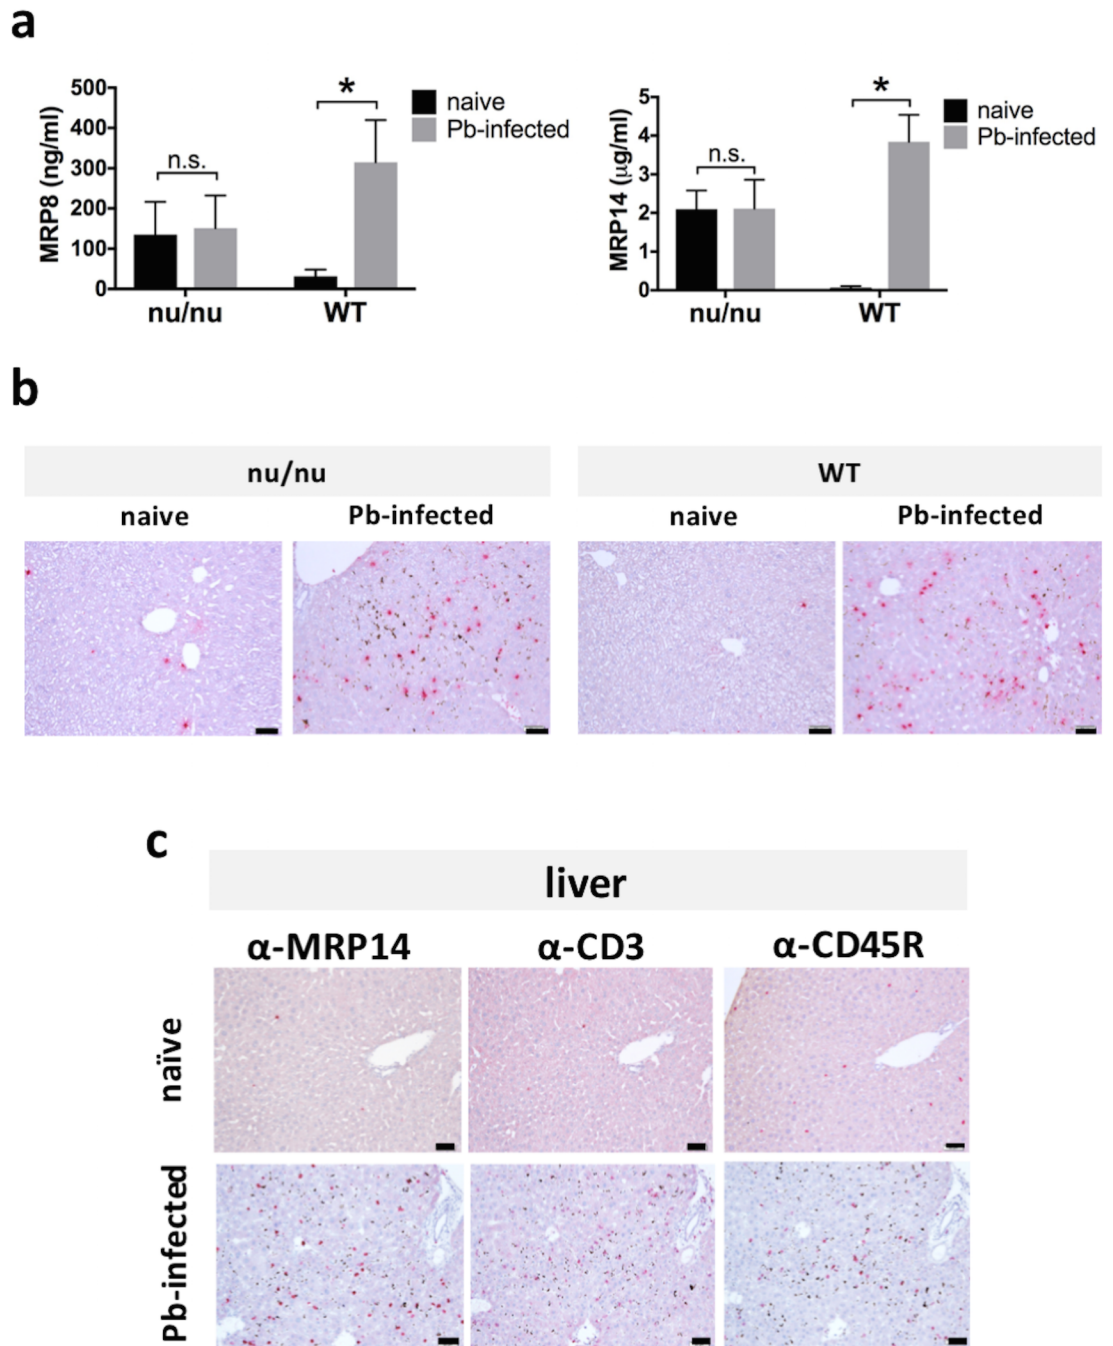 a
500
400
300
200
100
0
MRP8 (ng/ml)
n.s.
*
naive
Pb-infected
nu/nu
WT
5
4
3
2
1
0
MRP14 (µg/ml)
n.s.
*
naive
Pb-infected
nu/nu
WT
b
nu/nu
WT
naive
Pb-infected
naive
Pb-infected
c
liver
α-MRP14
α-CD3
α-CD45R
naïve
Pb-infected